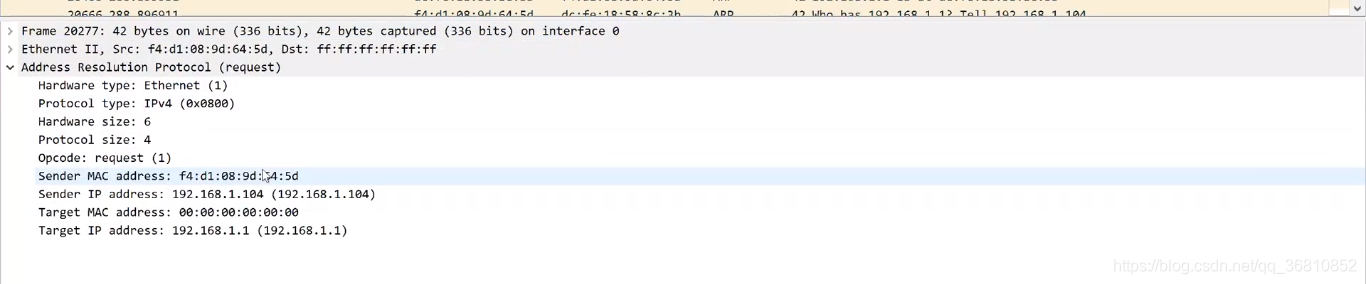 20666 288.896911 f4:d1:08:9d:64:5d dc:fe:18:58:8c:3b ARP 42 Who has 192.168.1.1? Tell 192.168.1.104
Frame 20277: 42 bytes on wire (336 bits), 42 bytes captured (336 bits) on interface 0
Ethernet II, Src: f4:d1:08:9d:64:5d, Dst: ff:ff:ff:ff:ff:ff
Address Resolution Protocol (request)
Hardware type: Ethernet (1)
Protocol type: IPv4 (0x0800)
Hardware size: 6
Protocol size: 4
Opcode: request (1)
Sender MAC address: f4:d1:08:9d:64:5d
Sender IP address: 192.168.1.104 (192.168.1.104)
Target MAC address: 00:00:00:00:00:00
Target IP address: 192.168.1.1 (192.168.1.1)
https://blog.csdn.net/qq_36810852